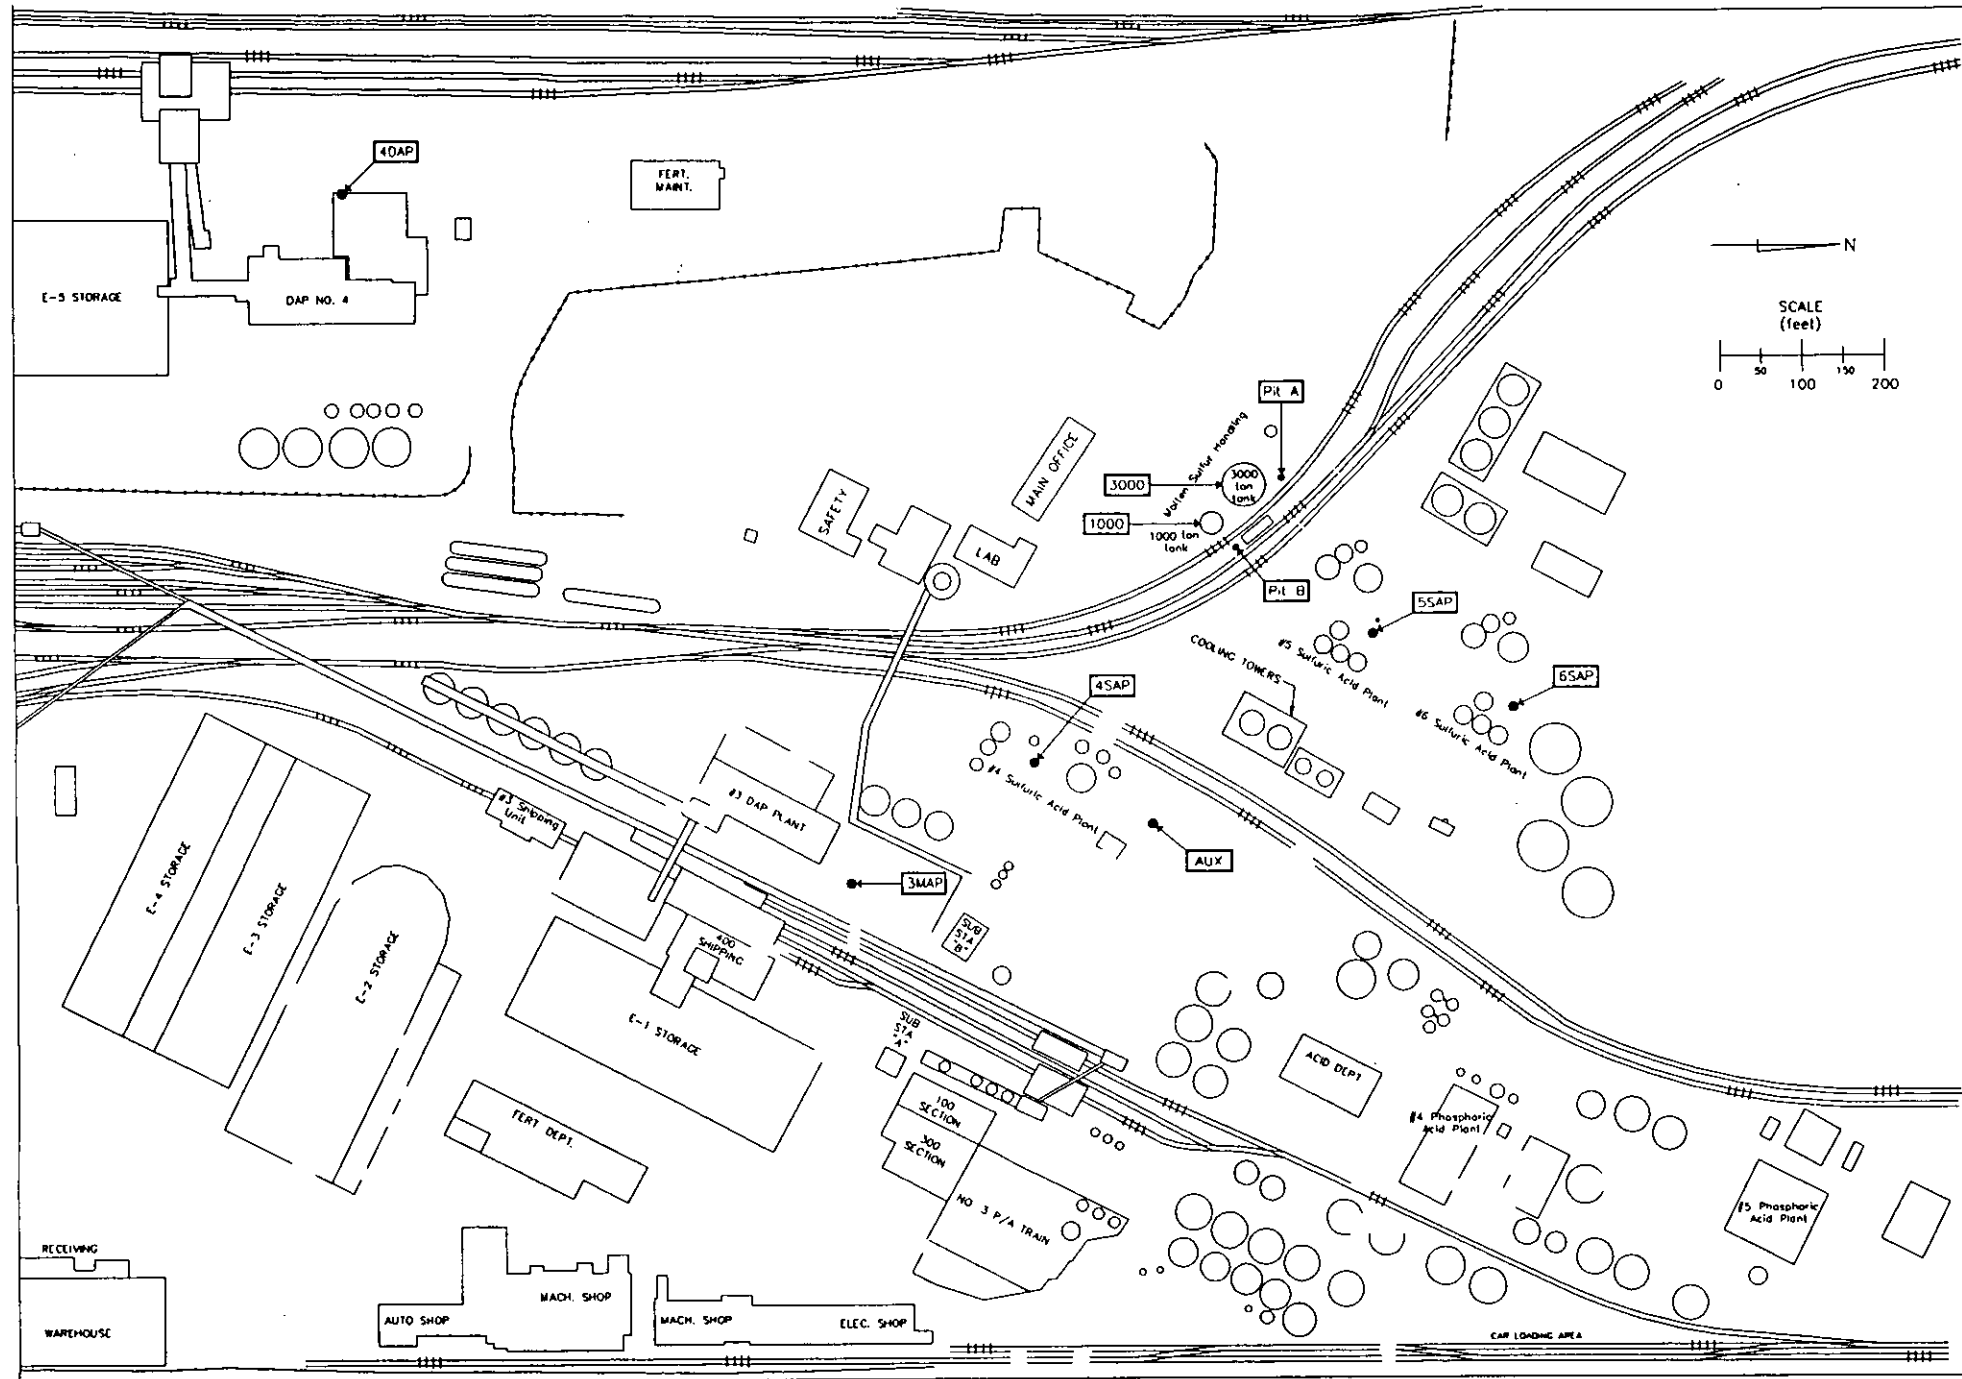 4DAP
FERT.
MAINT.
N
E-5 STORAGE
DAP NO. 4
SCALE
(feet)
0 50 100 150 200
Pit A
Molten Sulfur Handling
MAIN OFFICE
3000
3000
ton
tank
1000
1000 ton
tank
SAFETY
LAB
Pit B
5SAP
#5 Sulfuric Acid Plant
COOLING TOWERS
6SAP
#6 Sulfuric Acid Plant
4SAP
#4 Sulfuric Acid Plant
#3 DAP PLANT
#3 Shipping
Unit
AUX
3MAP
E-4 STORAGE
E-3 STORAGE
E-2 STORAGE
400
SHIPPING
SUB
STA
"B"
E-1 STORAGE
SUB
STA
"A"
ACID DEPT
100
SECTION
300
SECTION
FERT DEPT.
#4 Phosphoric
Acid Plant
NO 3 P/A TRAIN
#5 Phosphoric
Acid Plant
RECEIVING
WAREHOUSE
AUTO SHOP
MACH. SHOP
MACH. SHOP
ELEC. SHOP
CAR LOADING AREA